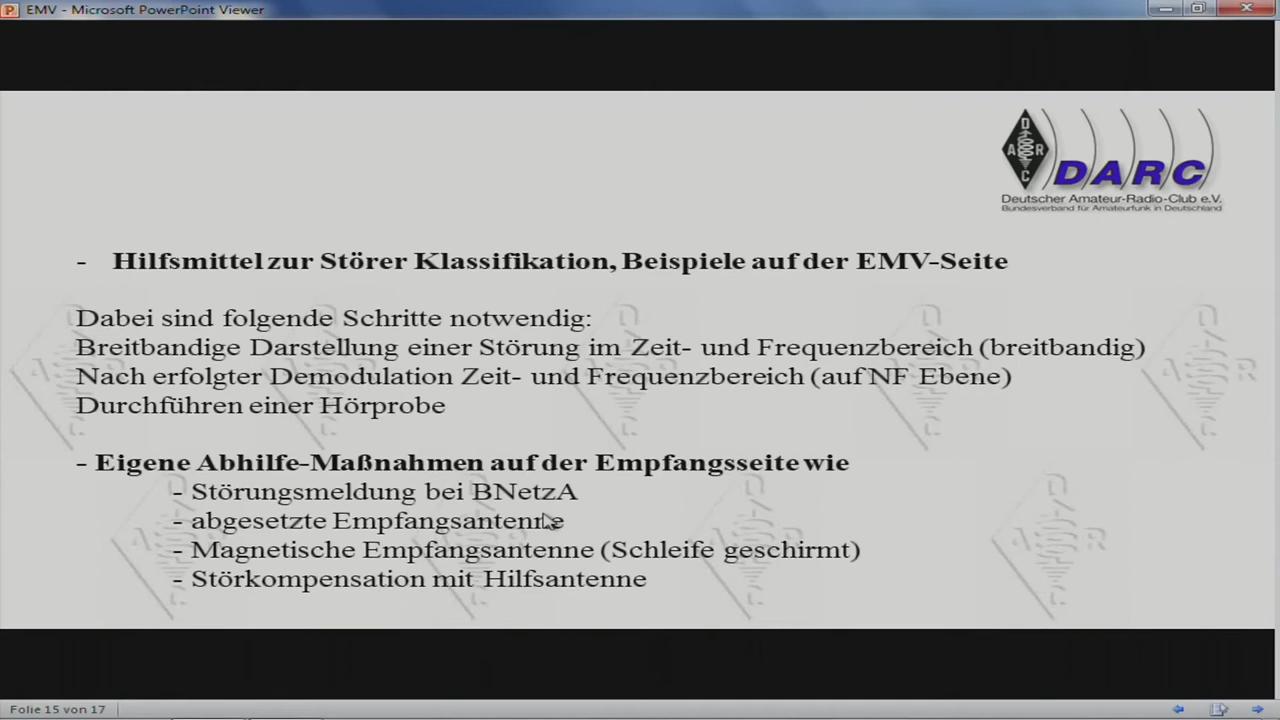 EMV - Microsoft PowerPoint Viewer
D
A R
C
DARC
Deutscher Amateur-Radio-Club e.V.
Bundesverband für Amateurfunk in Deutschland
- Hilfsmittel zur Störer Klassifikation, Beispiele auf der EMV-Seite
Dabei sind folgende Schritte notwendig:
Breitbandige Darstellung einer Störung im Zeit- und Frequenzbereich (breitbandig)
Nach erfolgter Demodulation Zeit- und Frequenzbereich (auf NF Ebene)
Durchführen einer Hörprobe
- Eigene Abhilfe-Maßnahmen auf der Empfangsseite wie
- Störungsmeldung bei BNetzA
- abgesetzte Empfangsantenne
- Magnetische Empfangsantenne (Schleife geschirmt)
- Störkompensation mit Hilfsantenne
Folie 15 von 17